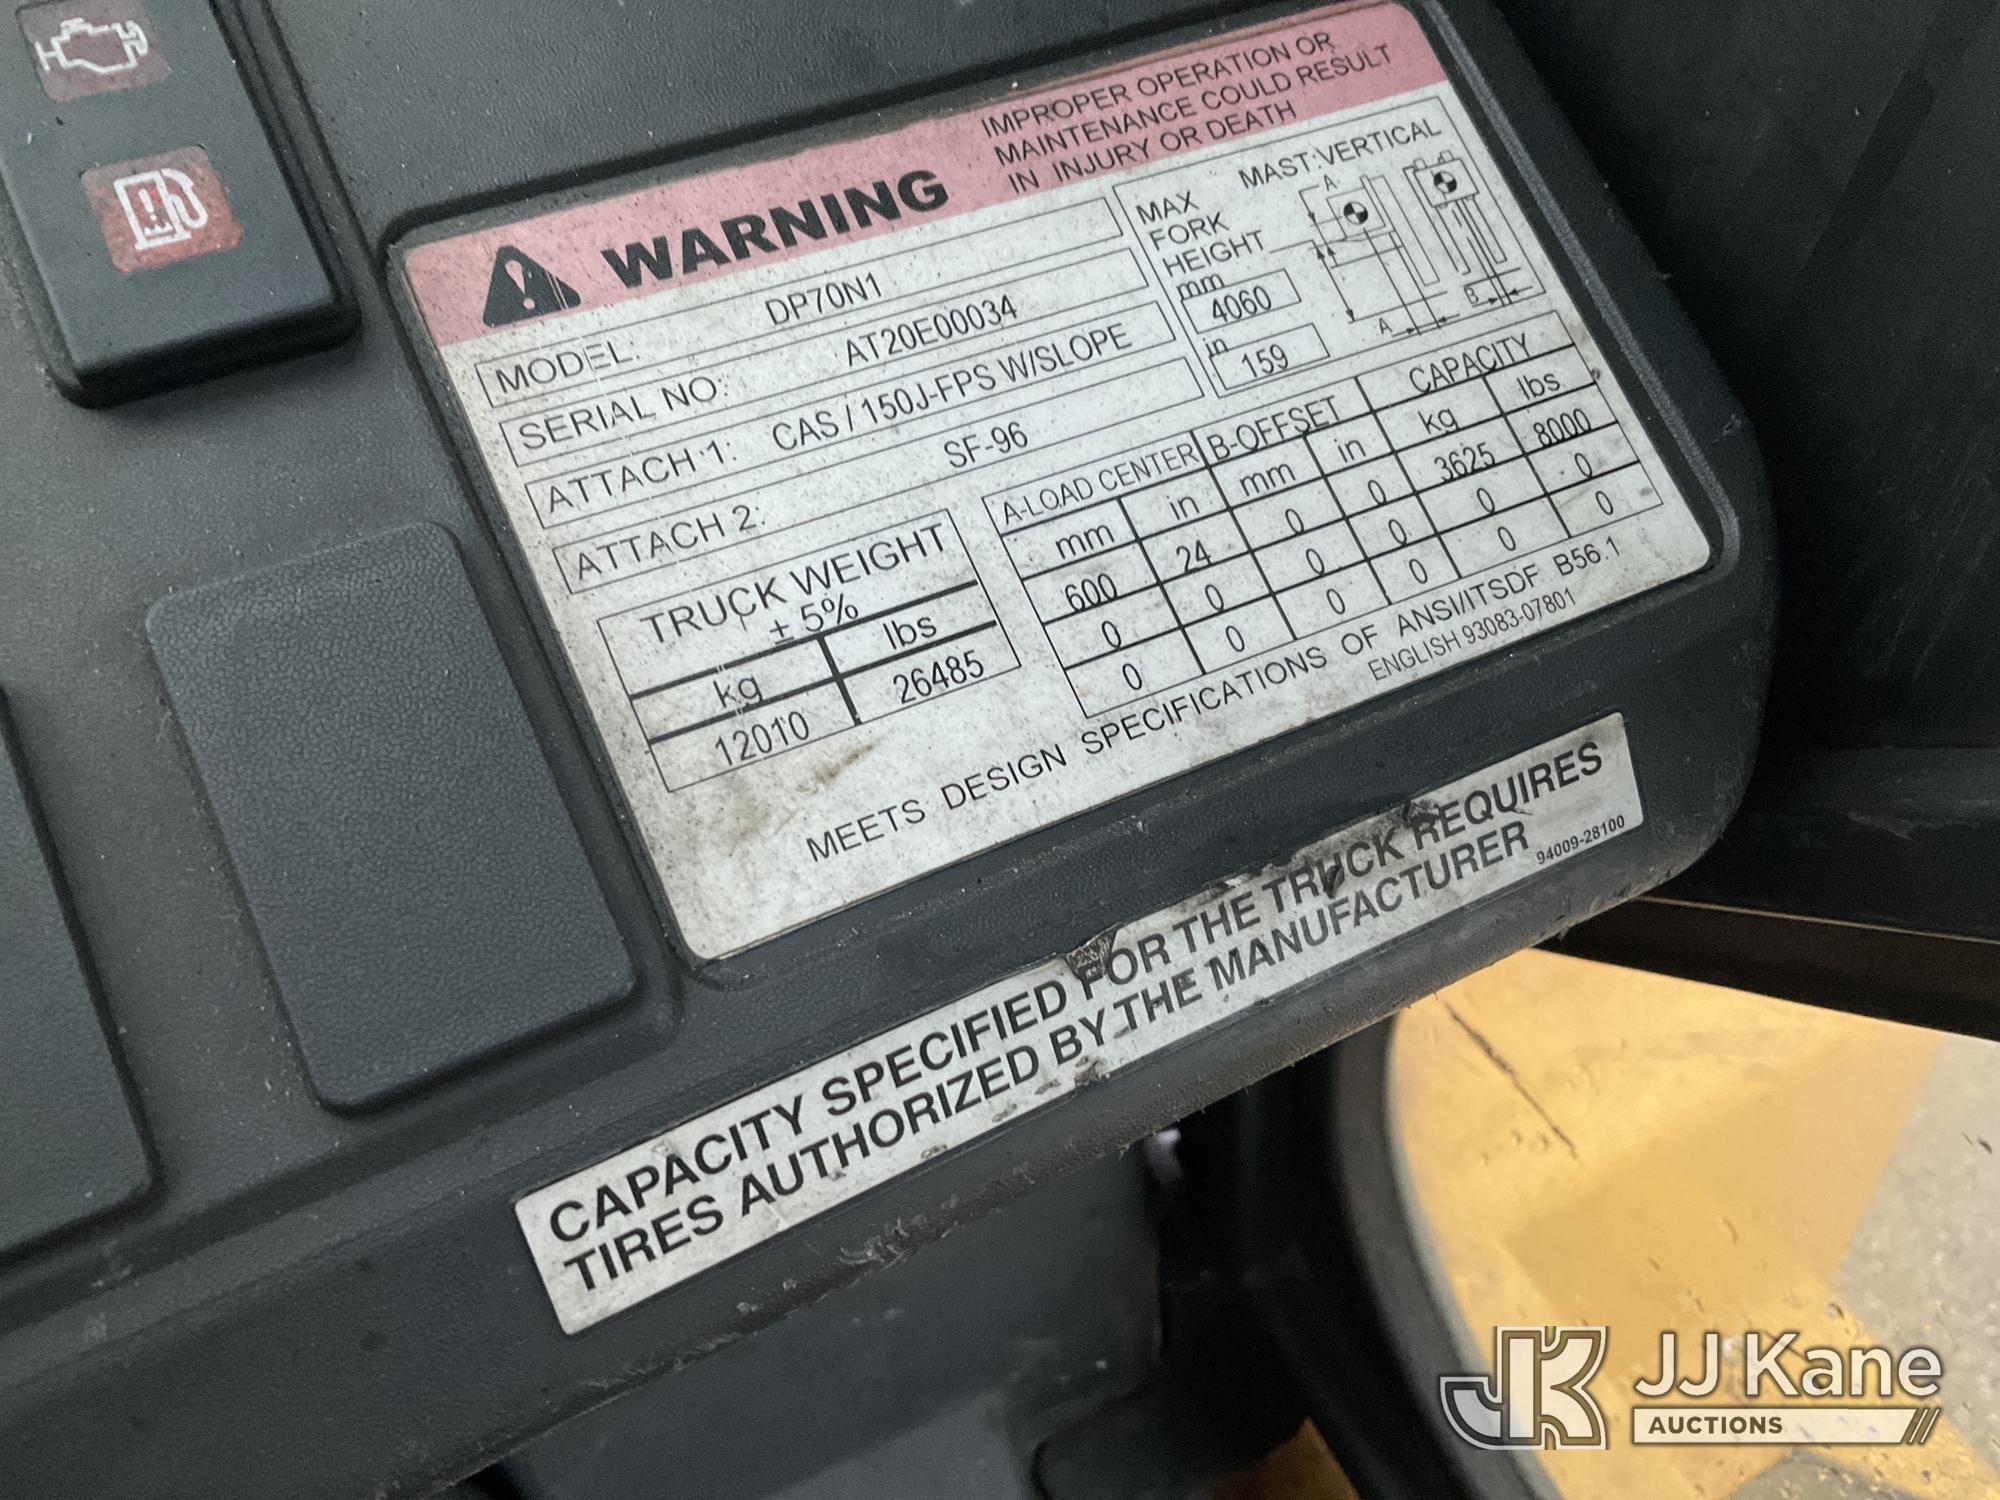 WARNING
IMPROPER OPERATION OR
MAINTENANCE COULD RESULT
IN INJURY OR DEATH
MODEL: DP70N1
SERIAL NO: AT20E00034
ATTACH 1: CAS / 150J-FPS W/SLOPE
ATTACH 2: SF-96
MAST:VERTICAL
MAX
FORK
HEIGHT
mm
4060
in
159
A
A
B
TRUCK WEIGHT
± 5%
kg lbs
12010 26485
A-LOAD CENTER B-OFFSET CAPACITY
mm in mm in kg lbs
600 24 0 0 3625 8000
0 0 0 0 0 0
0 0 0 0 0 0
MEETS DESIGN SPECIFICATIONS OF ANSI/ITSDF B56.1
ENGLISH 93083-07801
CAPACITY SPECIFIED FOR THE TRUCK REQUIRES
TIRES AUTHORIZED BY THE MANUFACTURER
94009-28100
JK
JJ Kane
AUCTIONS